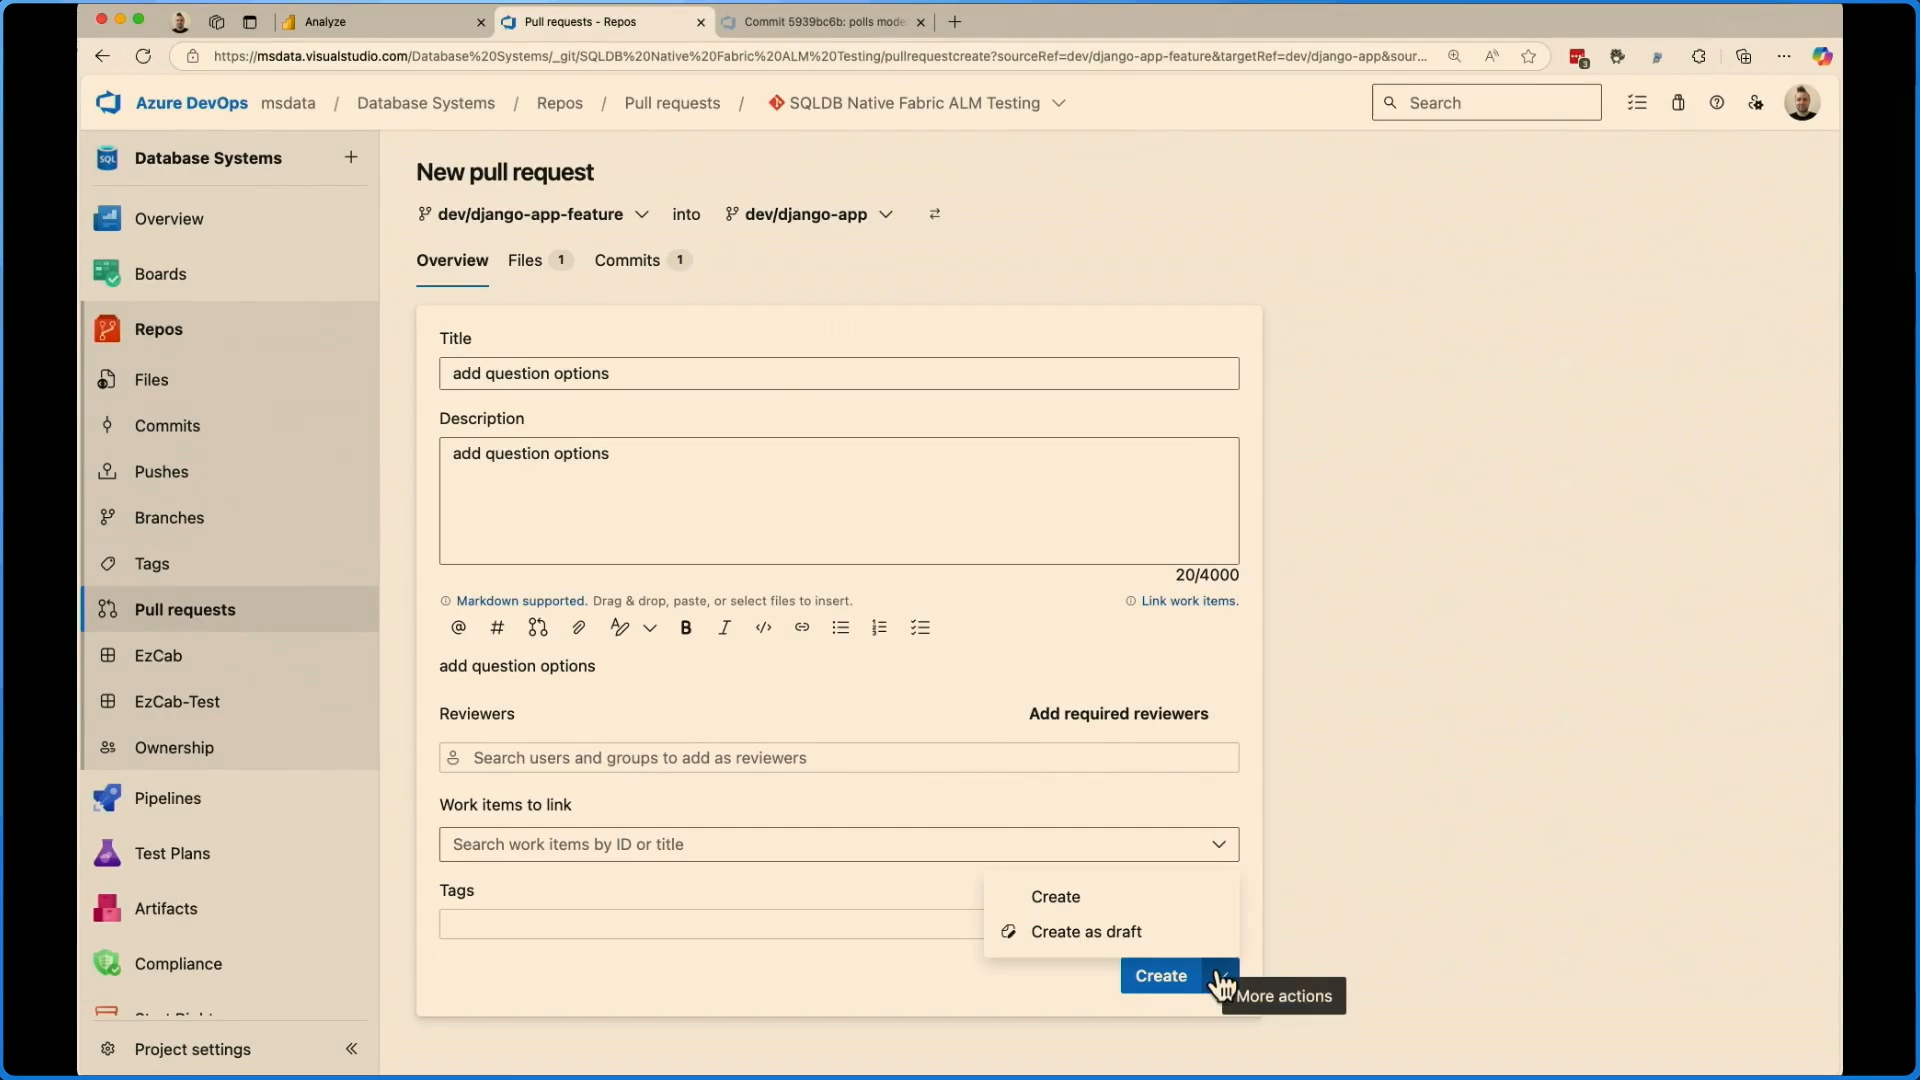 Analyze
Pull requests - Repos
Commit 5939bc6b: polls mode
https://msdata.visualstudio.com/Database%20Systems/_git/SQLDB%20Native%20Fabric%20ALM%20Testing/pullrequestcreate?sourceRef=dev/django-app-feature&targetRef=dev/django-app&sour...
3
Azure DevOps msdata / Database Systems / Repos / Pull requests / SQLDB Native Fabric ALM Testing
Search
SQL
Database Systems
Overview
Boards
Repos
Files
Commits
Pushes
Branches
Tags
Pull requests
EzCab
EzCab-Test
Ownership
Pipelines
Test Plans
Artifacts
Compliance
Project settings
New pull request
dev/django-app-feature into dev/django-app
Overview Files 1 Commits 1
Title
add question options
Description
add question options
20/4000
Markdown supported. Drag & drop, paste, or select files to insert.
Link work items.
add question options
Reviewers
Add required reviewers
Search users and groups to add as reviewers
Work items to link
Search work items by ID or title
Tags
Create
Create as draft
Create
More actions